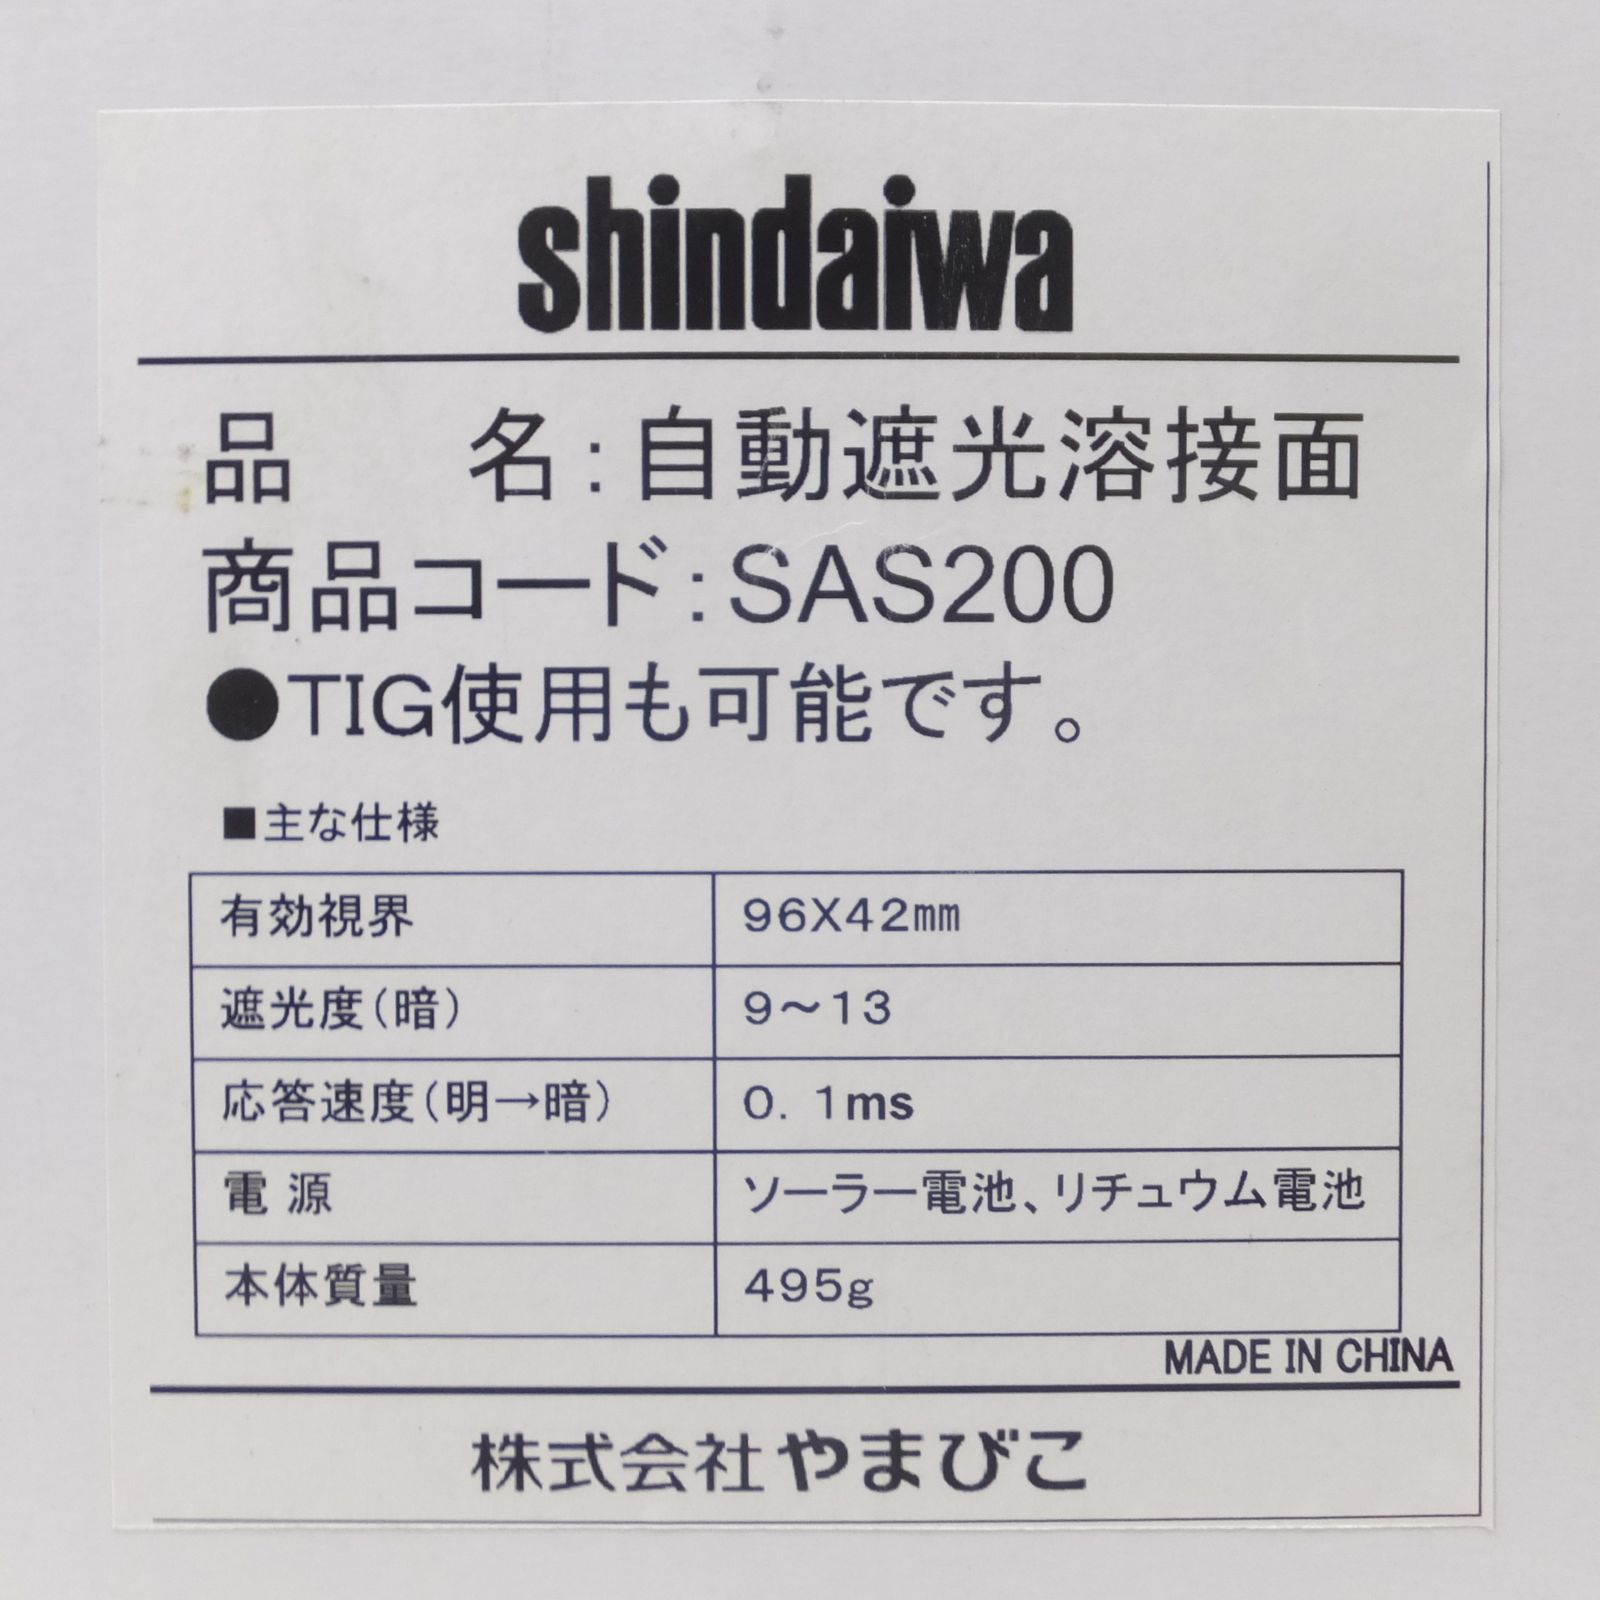 shindaiwa
品　　名：自動遮光溶接面
商品コード：SAS200
●TIG使用も可能です。
■主な仕様
有効視界　96X42㎜
遮光度（暗）　9～13
応答速度（明→暗）　0．1ms
電 源　ソーラー電池、リチュウム電池
本体質量　495g
MADE IN CHINA
株式会社やまびこ